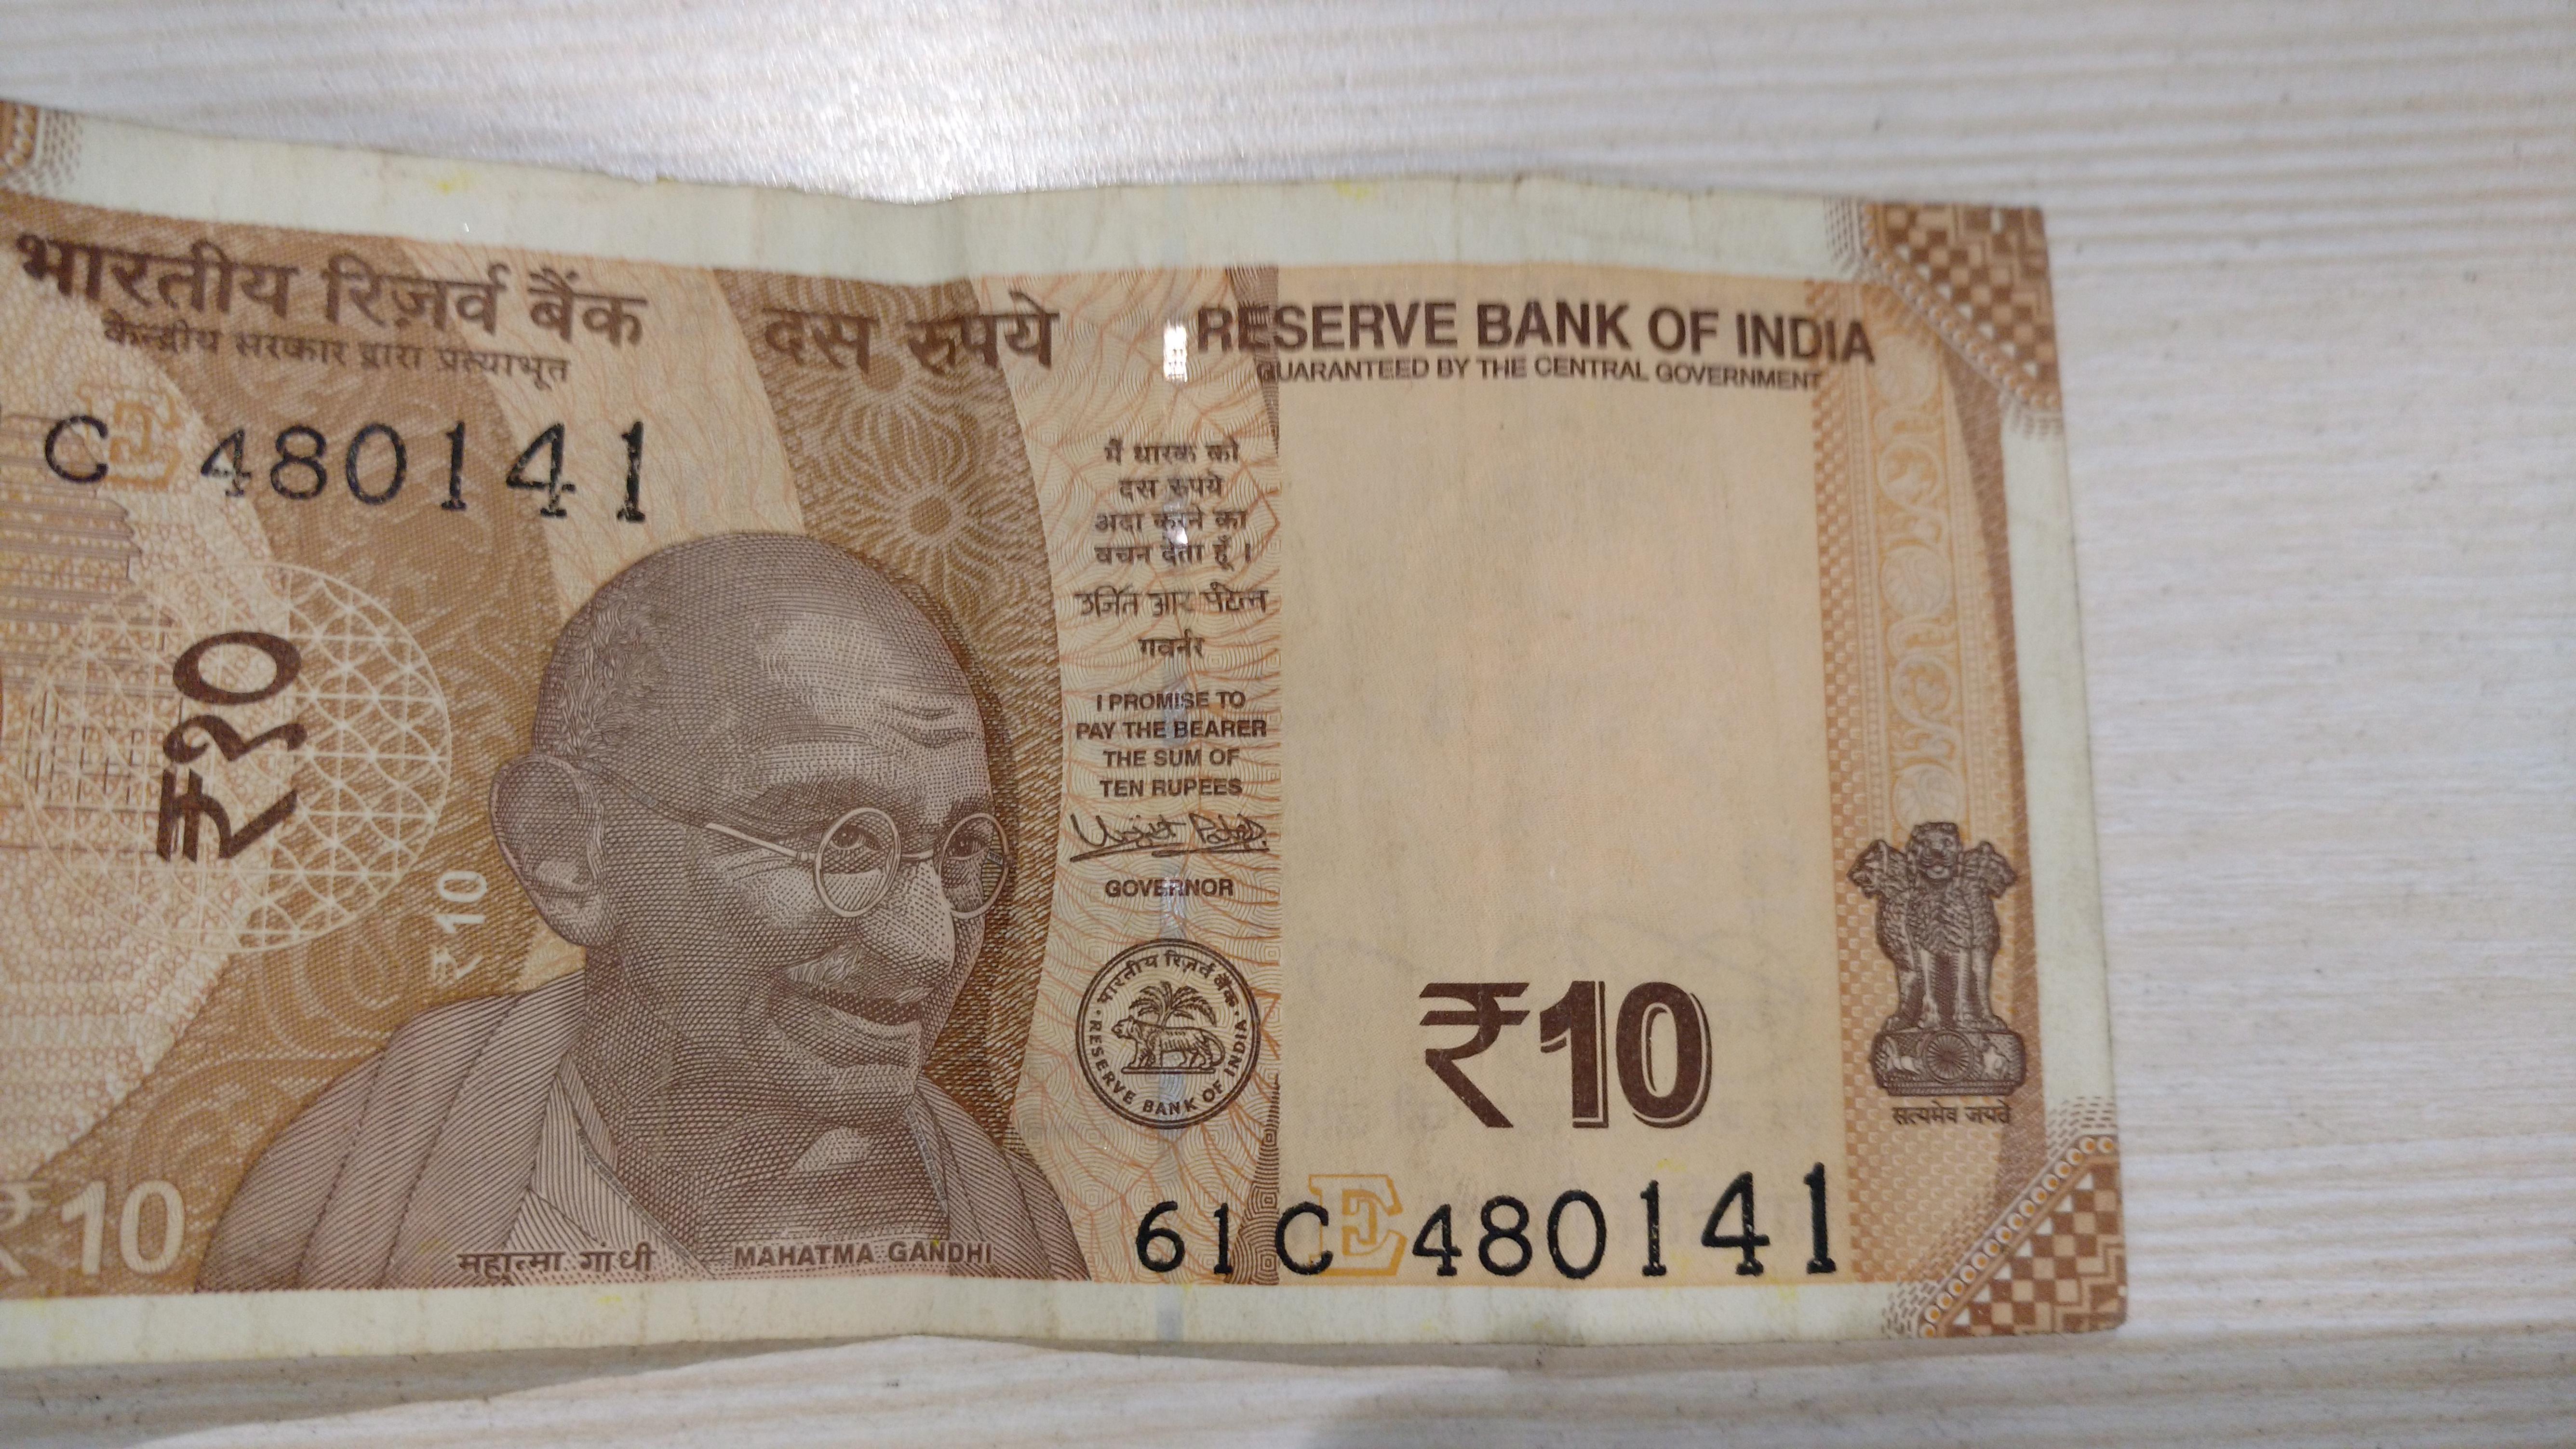 भारतीय रिज़र्व बैंक
केन्द्रीय सरकार द्वारा प्रत्याभूत
दस रुपये
RESERVE BANK OF INDIA
GUARANTEED BY THE CENTRAL GOVERNMENT
C E 480141
मैं धारक को
दस रुपये
अदा करने का
वचन देता हूँ ।
उर्जित आर पटेल
गवर्नर
I PROMISE TO
PAY THE BEARER
THE SUM OF
TEN RUPEES
Urjit Patel
GOVERNOR
₹१०
₹10
भारतीय रिज़र्व बैंक
RESERVE BANK OF INDIA
₹10
सत्यमेव जयते
₹10
महात्मा गांधी
MAHATMA GANDHI
61C E 480141